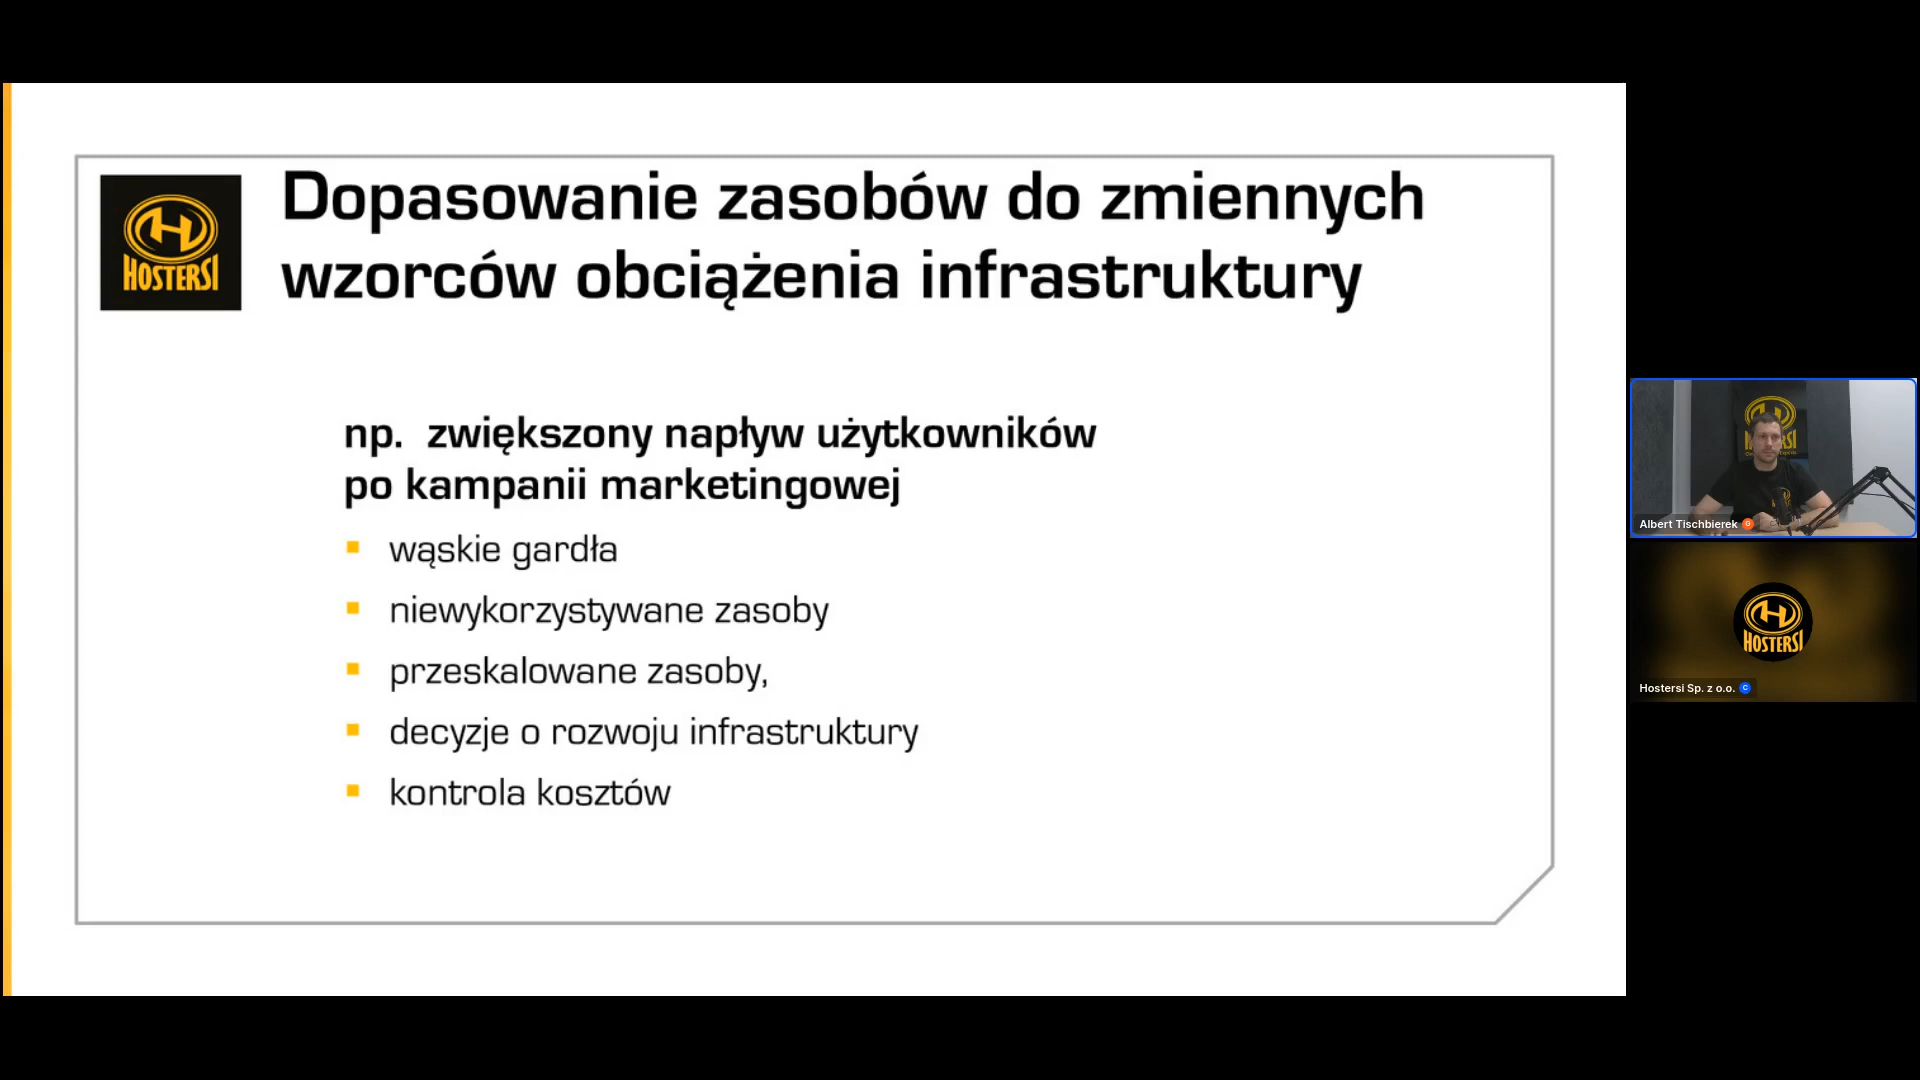 HOSTERSI
Dopasowanie zasobów do zmiennych
wzorców obciążenia infrastruktury
np. zwiększony napływ użytkowników
po kampanii marketingowej
wąskie gardła
niewykorzystywane zasoby
przeskalowane zasoby,
decyzje o rozwoju infrastruktury
kontrola kosztów
Albert Tischbierek
HOSTERSI
Hostersi Sp. z o.o.